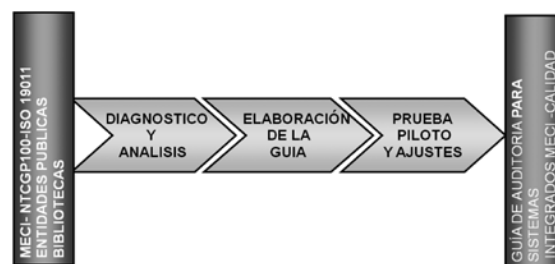 MECI- NTCGP100-ISO 19011
ENTIDADES PUBLICAS
BIBLIOTECAS
DIAGNOSTICO
Y
ANALISIS
ELABORACIÓN
DE LA
GUIA
PRUEBA
PILOTO
Y AJUSTES
GUÍA DE AUDITORIA PARA
SISTEMAS
INTEGRADOS MECI -CALIDAD